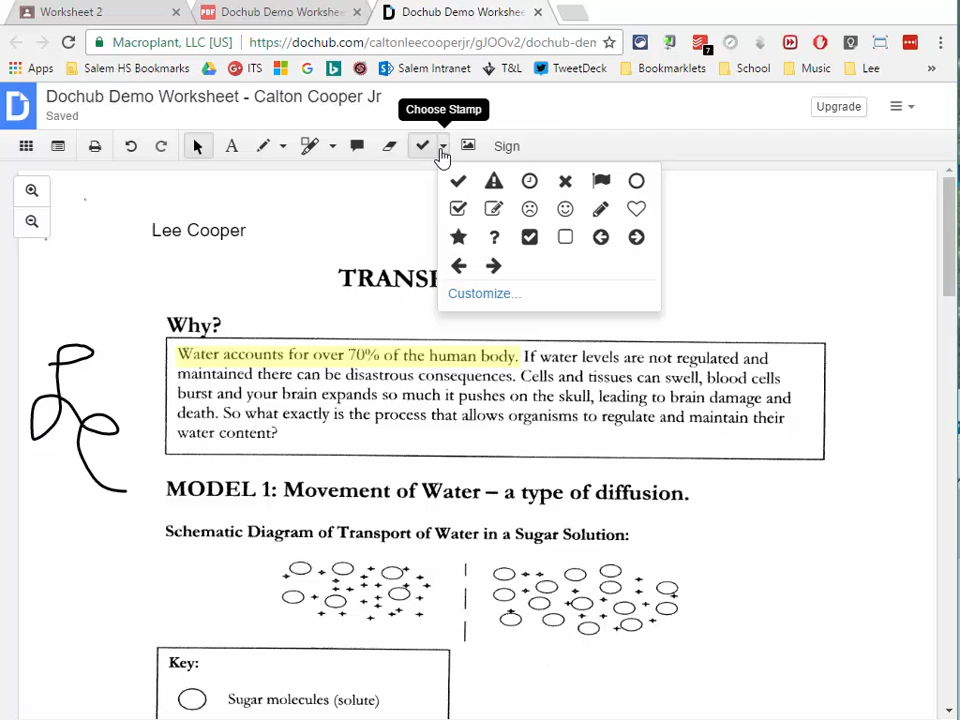 Worksheet 2
Dochub Demo Workshe
Dochub Demo Workshe
Macroplant, LLC [US]
https://dochub.com/caltonleecooperjr/gJOOv2/dochub-den
Apps
Salem HS Bookmarks
ITS
Salem Intranet
T&L
TweetDeck
Bookmarklets
School
Music
Lee
»
Dochub Demo Worksheet - Calton Cooper Jr
Saved
Choose Stamp
Upgrade
A
Sign
Customize...
Lee Cooper
TRANSF
Why?
Water accounts for over 70% of the human body. If water levels are not regulated and
maintained there can be disastrous consequences. Cells and tissues can swell, blood cells
burst and your brain expands so much it pushes on the skull, leading to brain damage and
death. So what exactly is the process that allows organisms to regulate and maintain their
water content?
MODEL 1: Movement of Water – a type of diffusion.
Schematic Diagram of Transport of Water in a Sugar Solution:
Key:
Sugar molecules (solute)